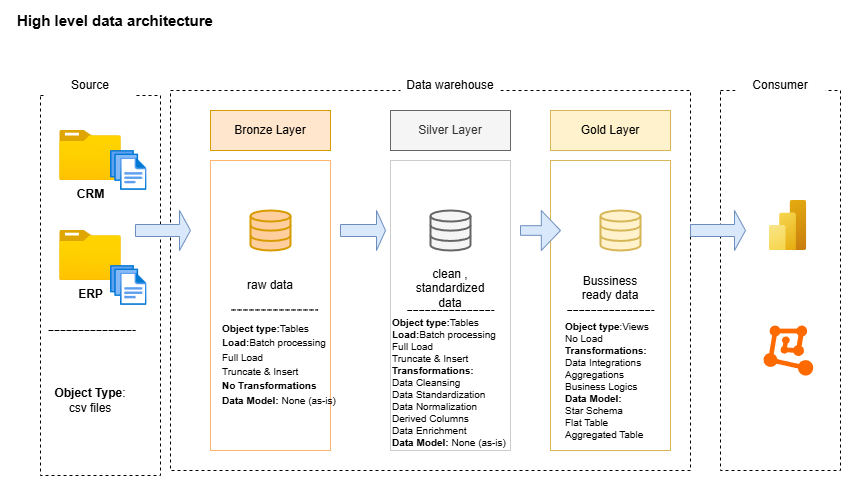 High level data architecture
Source
Data warehouse
Consumer
CRM
ERP
Object Type:
csv files
Bronze Layer
raw data
Object type:Tables
Load:Batch processing
Full Load
Truncate & Insert
No Transformations
Data Model: None (as-is)
Silver Layer
clean ,
standardized
data
Object type:Tables
Load:Batch processing
Full Load
Truncate & Insert
Transformations:
Data Cleansing
Data Standardization
Data Normalization
Derived Columns
Data Enrichment
Data Model: None (as-is)
Gold Layer
Bussiness
ready data
Object type:Views
No Load
Transformations:
Data Integrations
Aggregations
Business Logics
Data Model:
Star Schema
Flat Table
Aggregated Table